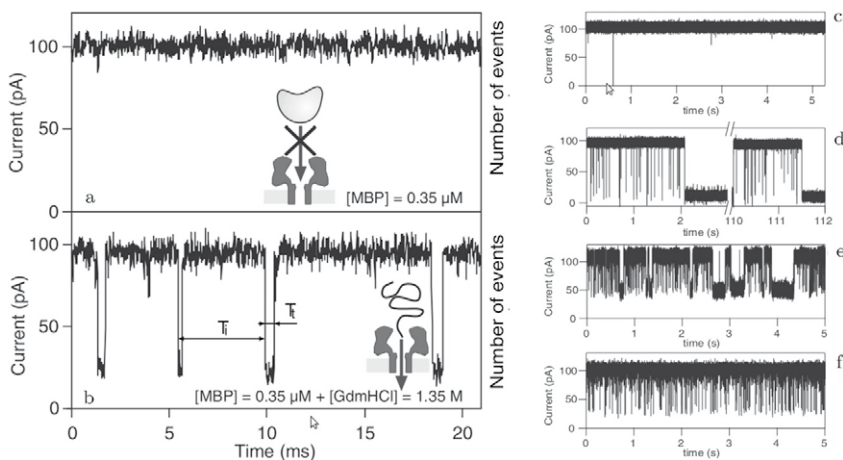 100
50
0
Current (pA)
a
[MBP] = 0.35 µM
Number of events
100
50
0
Current (pA)
Ti
Tt
b
[MBP] = 0.35 µM + [GdmHCl] = 1.35 M
Number of events
0 5 10 15 20
Time (ms)
c
100
50
0
Current (pA)
0 1 2 3 4 5
time (s)
d
100
50
0
Current (pA)
0 1 2 110 111 112
time (s)
e
100
50
0
Current (pA)
0 1 2 3 4 5
time (s)
f
100
50
0
Current (pA)
0 1 2 3 4 5
time (s)